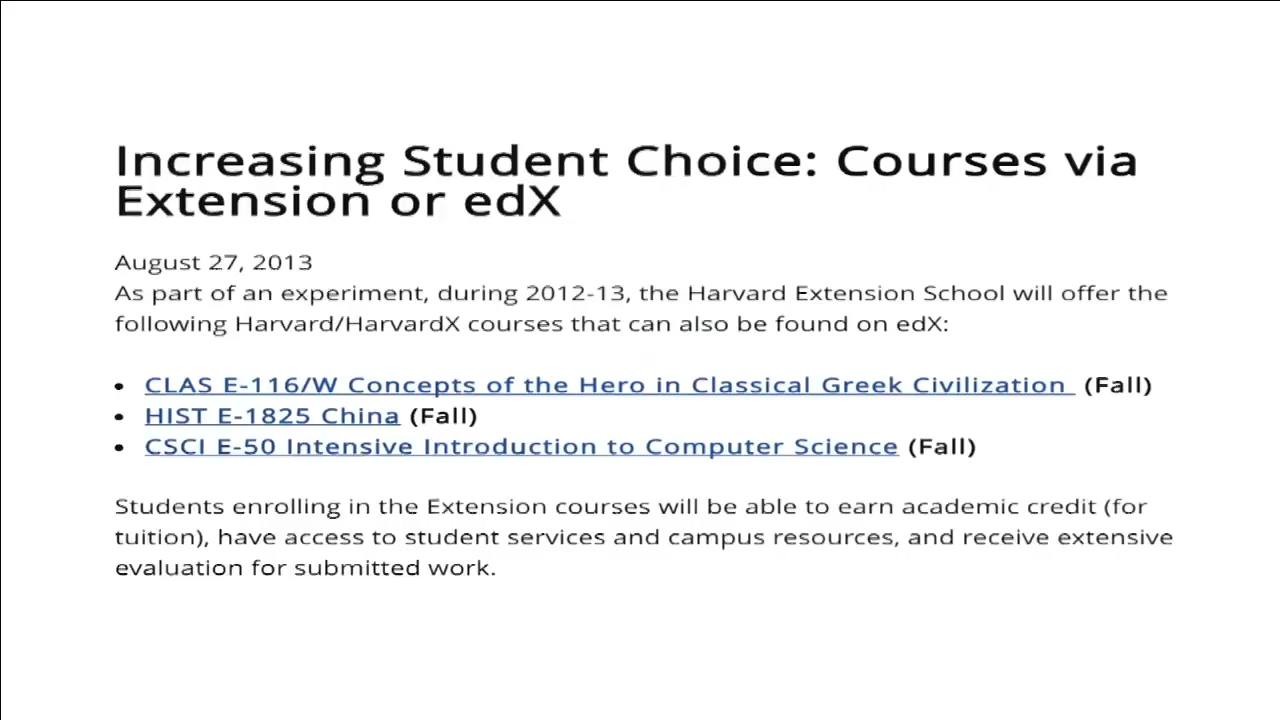 Increasing Student Choice: Courses via
Extension or edX
August 27, 2013
As part of an experiment, during 2012-13, the Harvard Extension School will offer the
following Harvard/HarvardX courses that can also be found on edX:
• CLAS E-116/W Concepts of the Hero in Classical Greek Civilization (Fall)
• HIST E-1825 China (Fall)
• CSCI E-50 Intensive Introduction to Computer Science (Fall)
Students enrolling in the Extension courses will be able to earn academic credit (for
tuition), have access to student services and campus resources, and receive extensive
evaluation for submitted work.